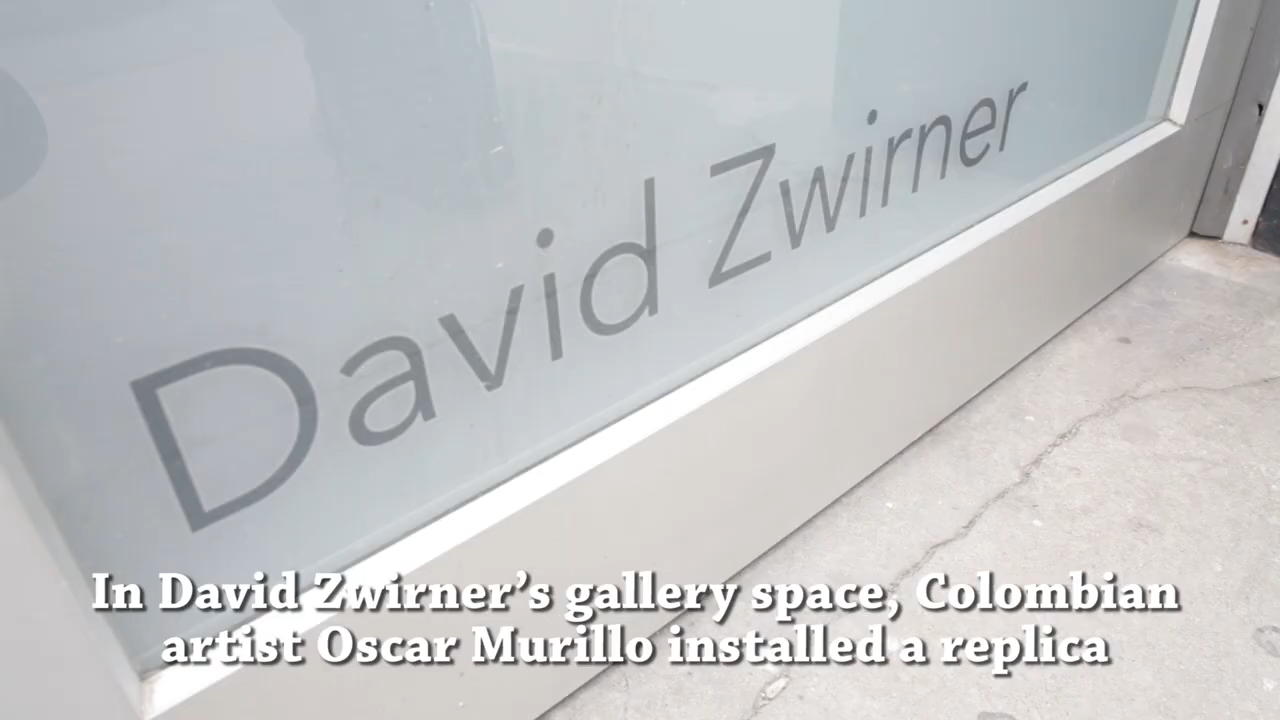 David Zwirner
In David Zwirner’s gallery space, Colombian
artist Oscar Murillo installed a replica